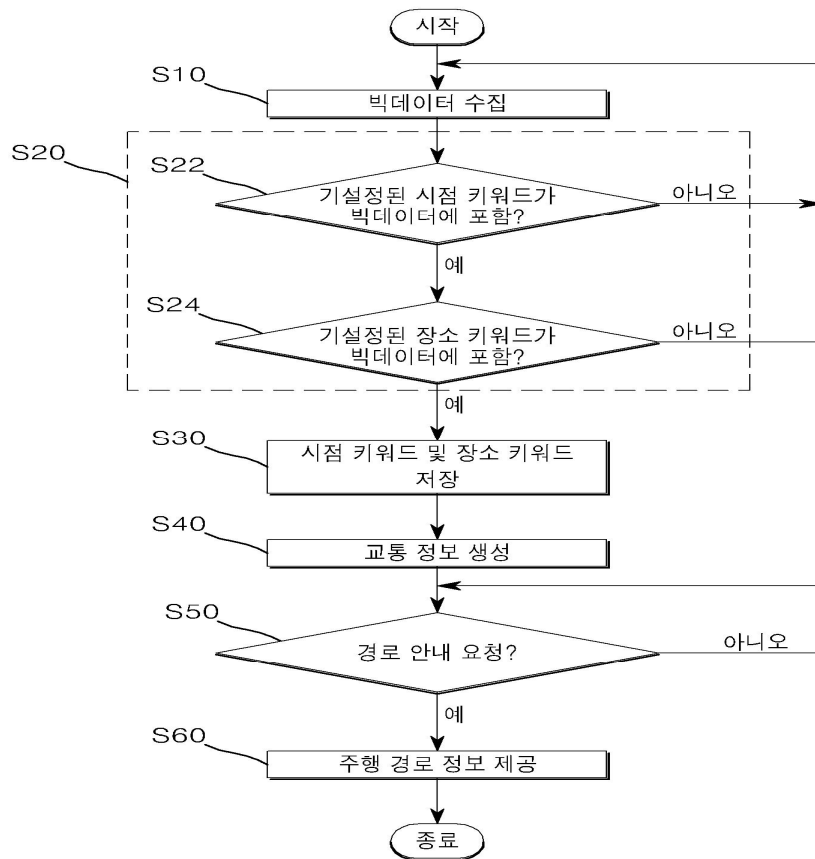 시작
S10
빅데이터 수집
S20
S22
기설정된 시점 키워드가
빅데이터에 포함?
아니오
예
S24
기설정된 장소 키워드가
빅데이터에 포함?
아니오
예
S30
시점 키워드 및 장소 키워드
저장
S40
교통 정보 생성
S50
경로 안내 요청?
아니오
예
S60
주행 경로 정보 제공
종료